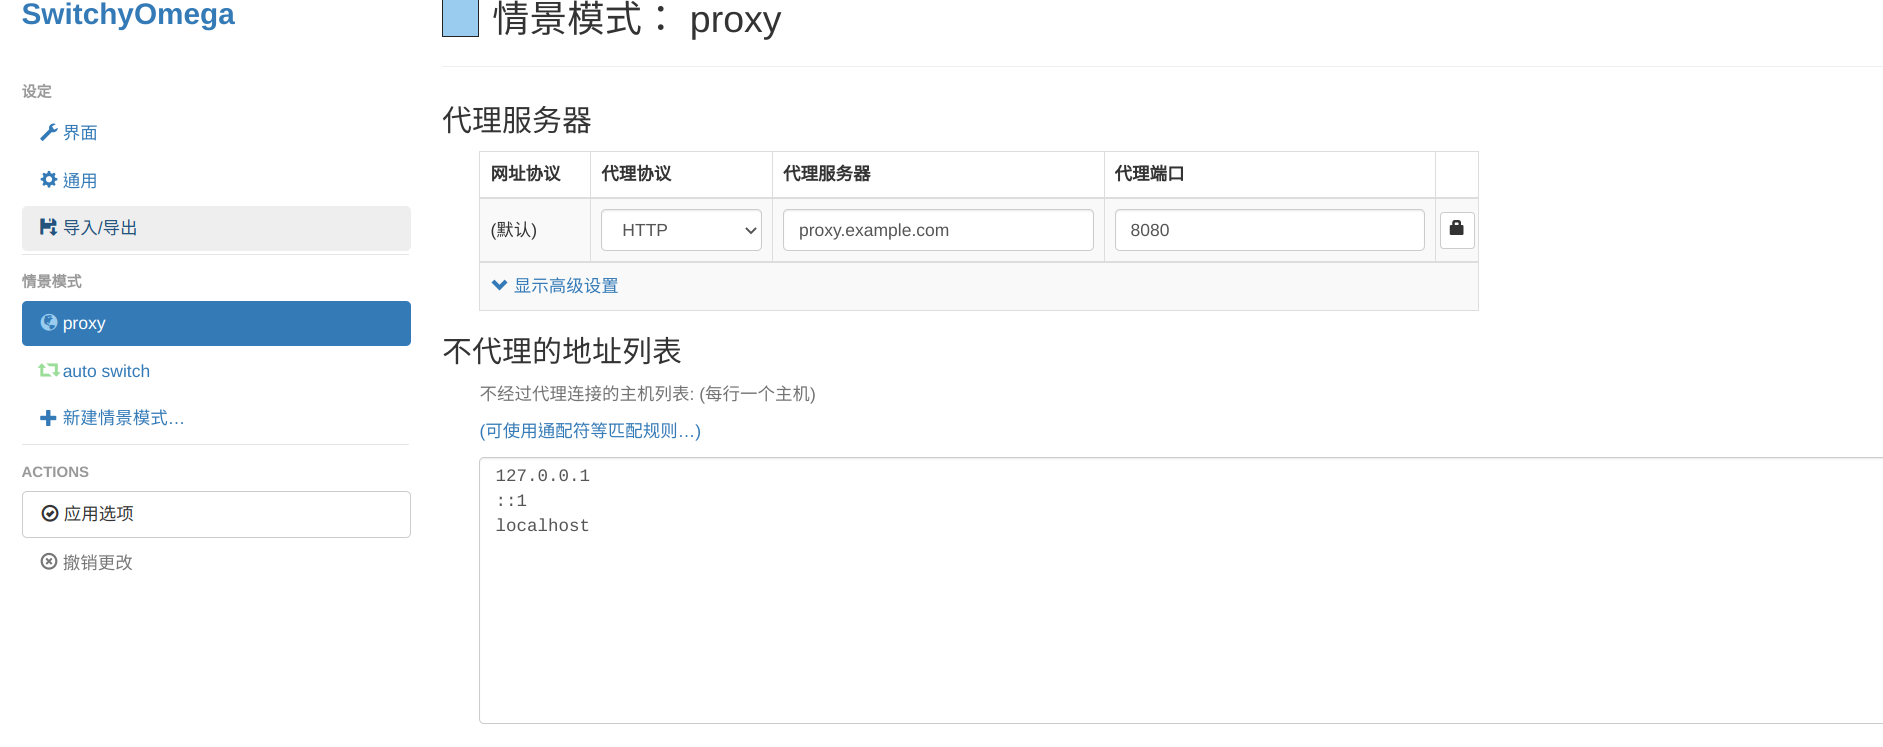 SwitchyOmega
设定
界面
通用
导入/导出
情景模式
proxy
auto switch
新建情景模式…
ACTIONS
应用选项
撤销更改
情景模式： proxy
代理服务器
网址协议 代理协议 代理服务器 代理端口
(默认) HTTP proxy.example.com 8080
显示高级设置
不代理的地址列表
不经过代理连接的主机列表: (每行一个主机)
(可使用通配符等匹配规则…)
127.0.0.1
::1
localhost